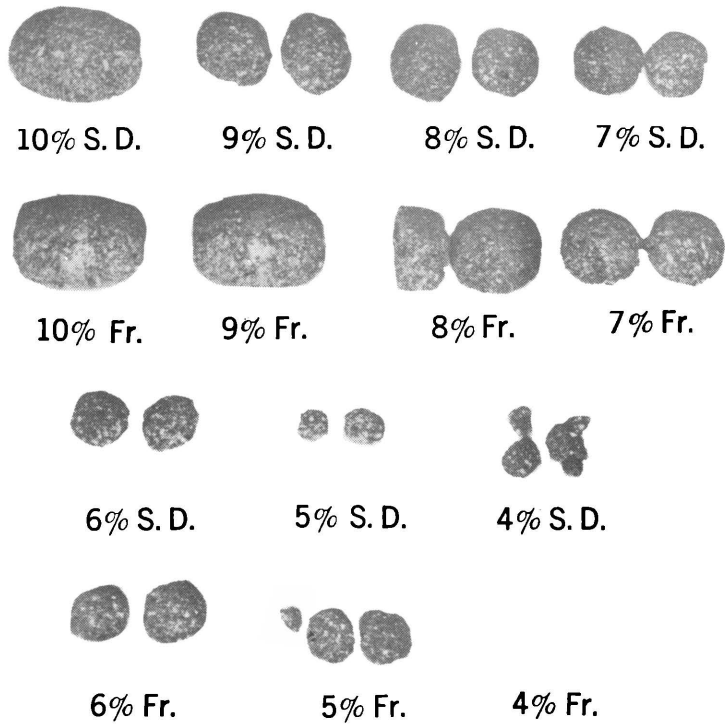 10% S. D. 9% S. D. 8% S. D. 7% S. D.
10% Fr. 9% Fr. 8% Fr. 7% Fr.
6% S. D. 5% S. D. 4% S. D.
6% Fr. 5% Fr. 4% Fr.